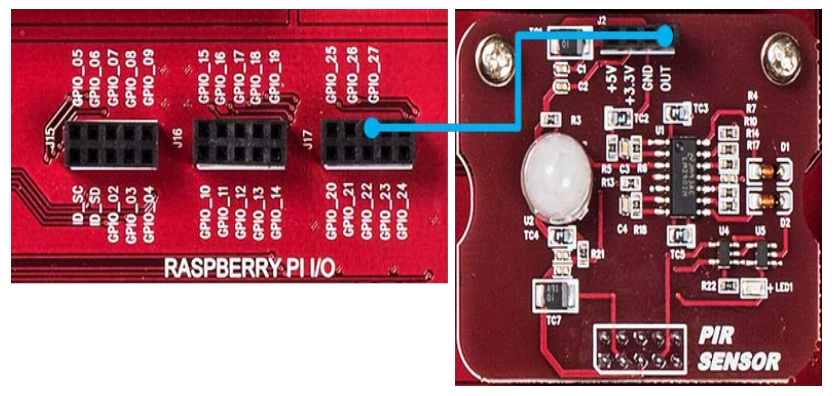 GPIO_05
GPIO_06
GPIO_07
GPIO_08
GPIO_09
GPIO_15
GPIO_16
GPIO_17
GPIO_18
GPIO_19
GPIO_25
GPIO_26
GPIO_27
J15
J16
J17
ID_SC
ID_SD
GPIO_02
GPIO_03
GPIO_04
GPIO_10
GPIO_11
GPIO_12
GPIO_13
GPIO_14
GPIO_20
GPIO_21
GPIO_22
GPIO_23
GPIO_24
RASPBERRY PI I/O
J2
C1
+5V
+3.3V
GND
OUT
R3
TC2
TC3
U1
R4
R7
R10
R14
R17
D1
R5
C3
R6
R13
C4
R18
D2
U2
TC4
R21
TC5
U4
U5
R22
+LED1
TC7
PIR
SENSOR